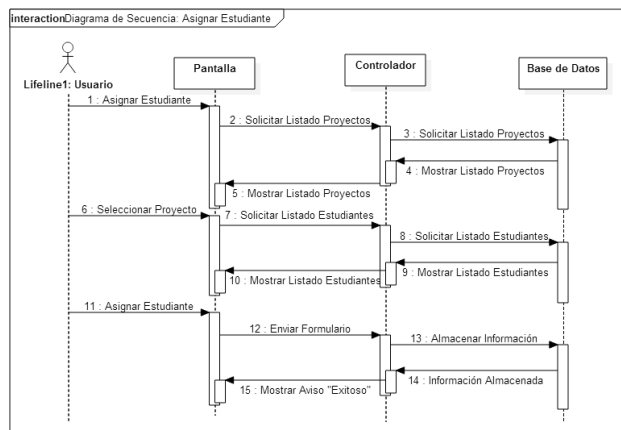 interaction Diagrama de Secuencia: Asignar Estudiante
Lifeline1: Usuario
Pantalla
Controlador
Base de Datos
1 : Asignar Estudiante
2 : Solicitar Listado Proyectos
3 : Solicitar Listado Proyectos
4 : Mostrar Listado Proyectos
5 : Mostrar Listado Proyectos
6 : Seleccionar Proyecto
7 : Solicitar Listado Estudiantes
8 : Solicitar Listado Estudiantes
9 : Mostrar Listado Estudiantes
10 : Mostrar Listado Estudiantes
11 : Asignar Estudiante
12 : Enviar Formulario
13 : Almacenar Información
14 : Información Almacenada
15 : Mostrar Aviso "Exitoso"